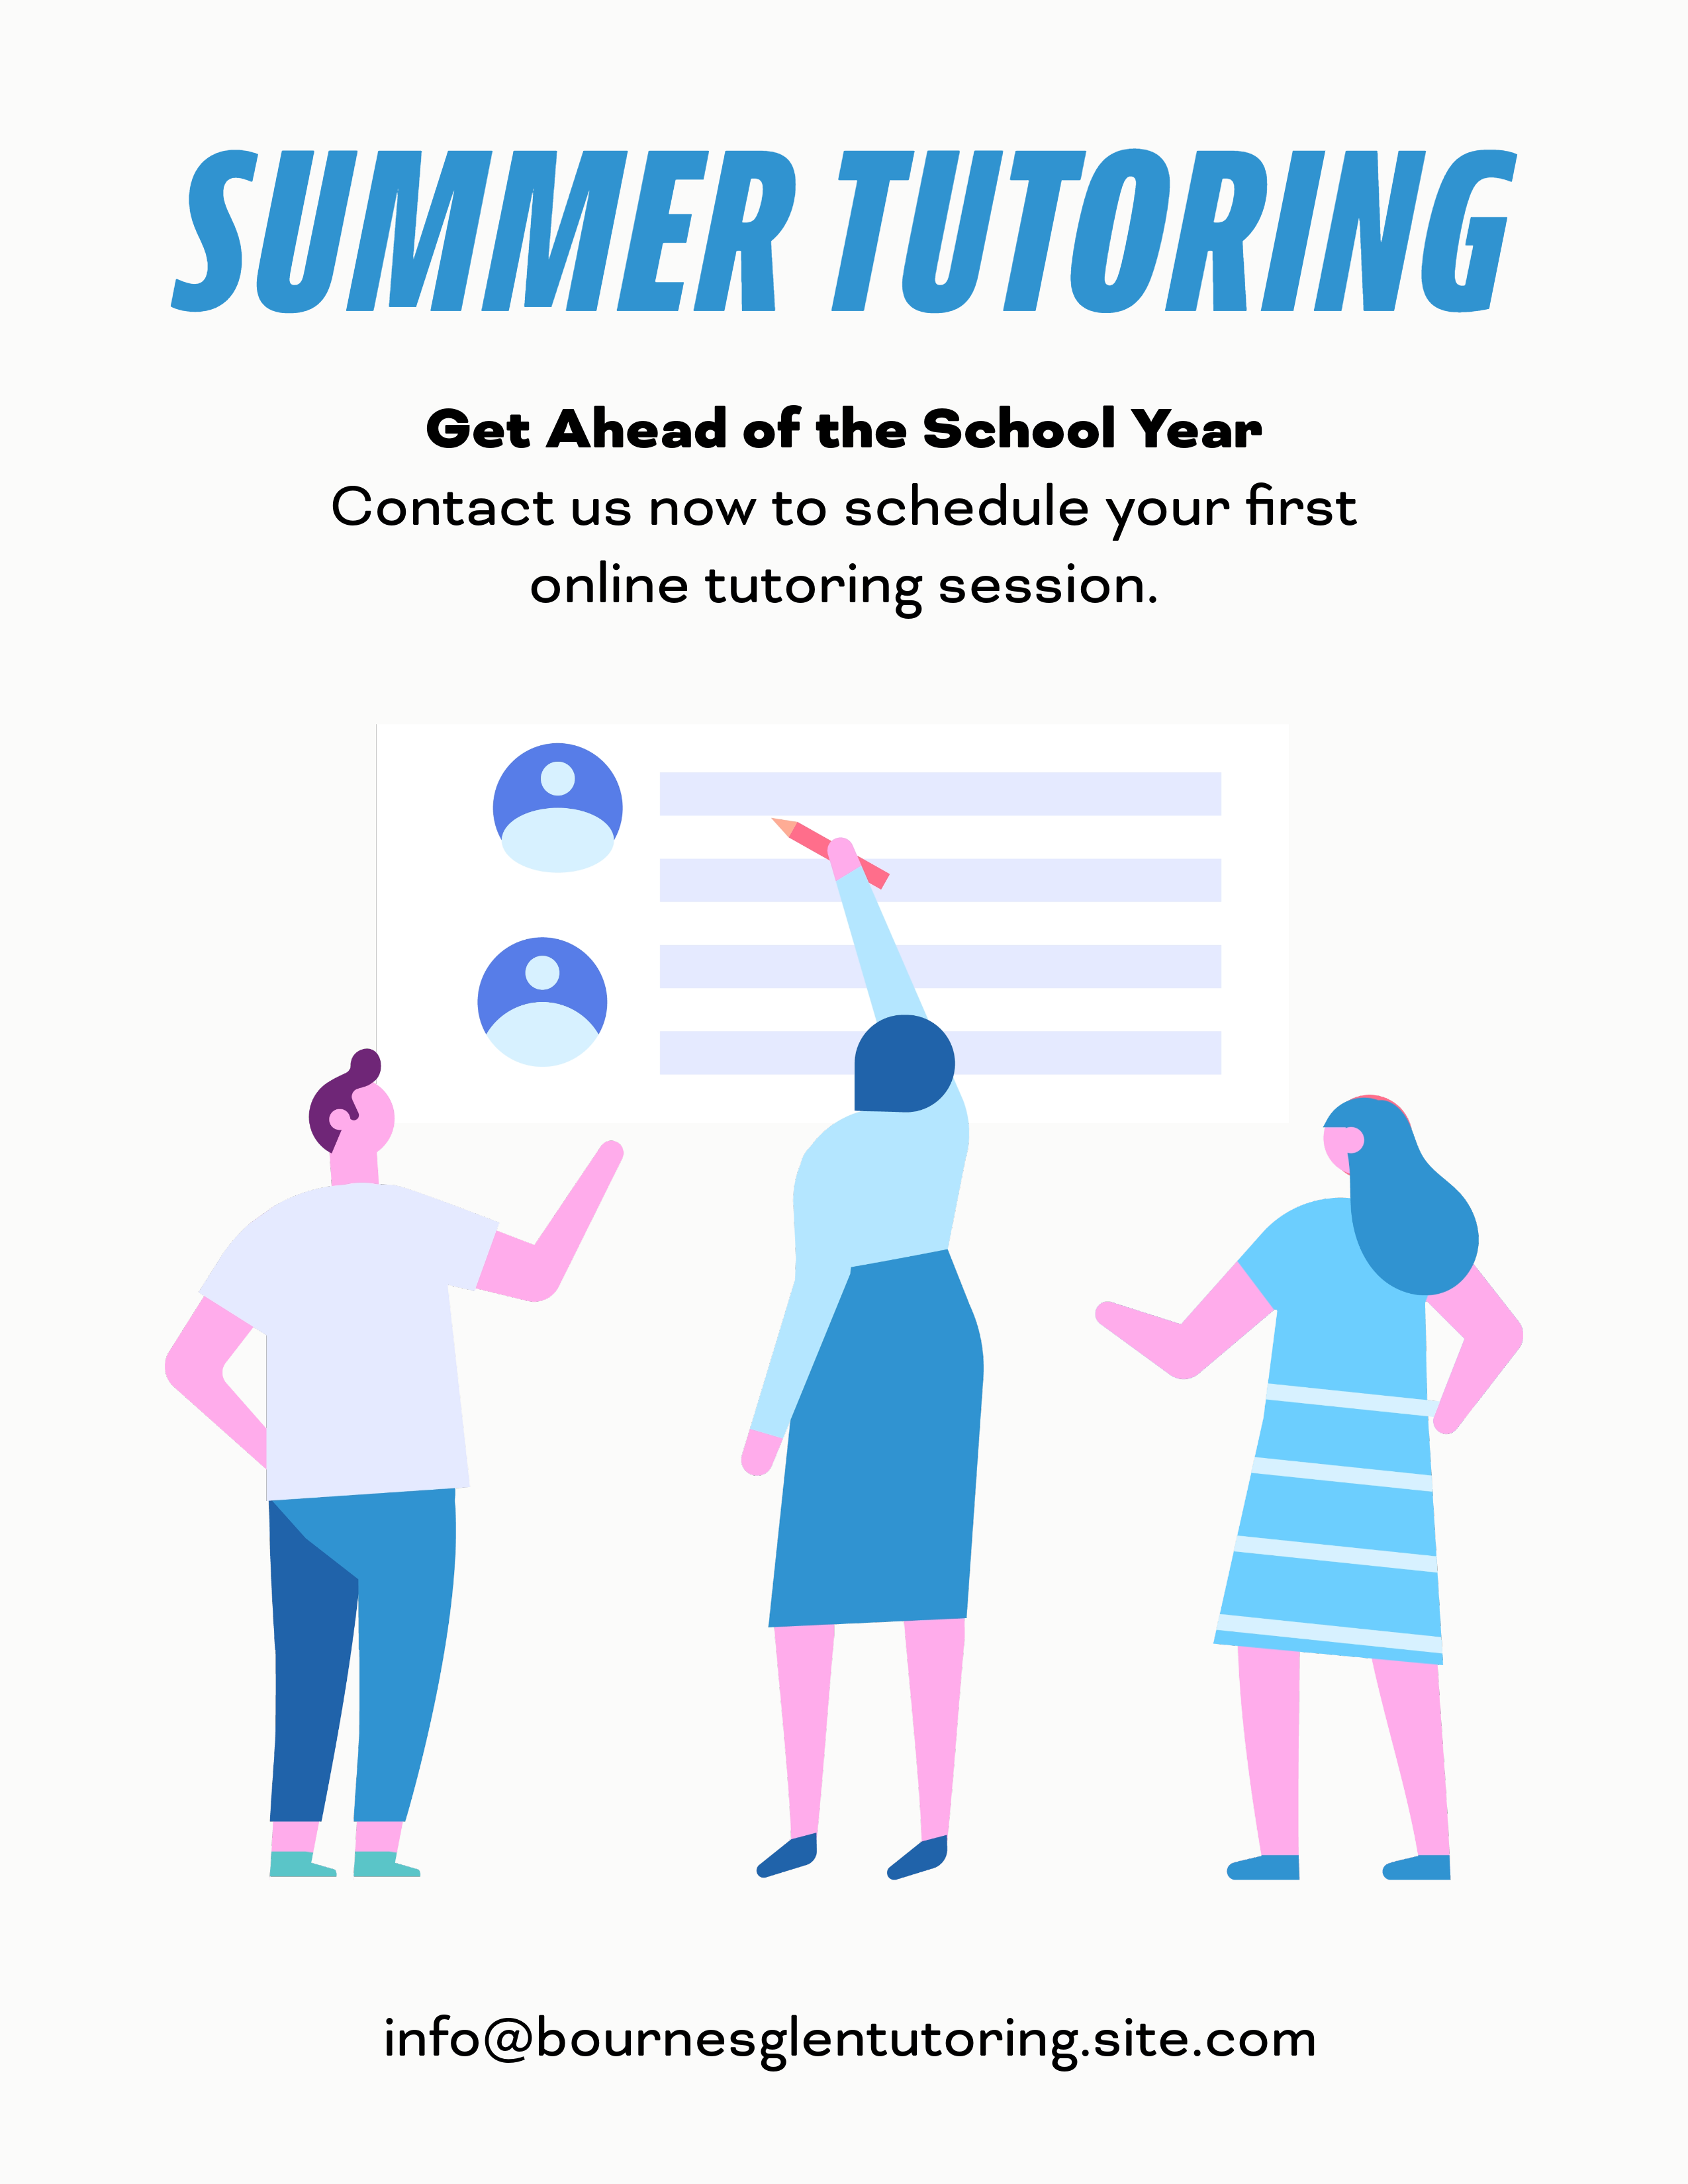 SUMMER TUTORING
Get Ahead of the School Year
Contact us now to schedule your first
online tutoring session.
info@bournesglentutoring.site.com